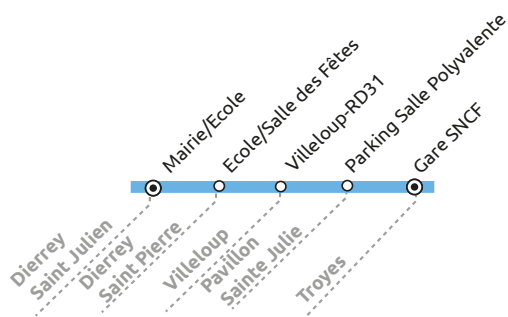 Mairie/Ecole
Ecole/Salle des Fêtes
Villeloup-RD31
Parking Salle Polyvalente
Gare SNCF
Dierrey
Saint Julien
Dierrey
Saint Pierre
Villeloup
Pavillon
Sainte Julie
Troyes